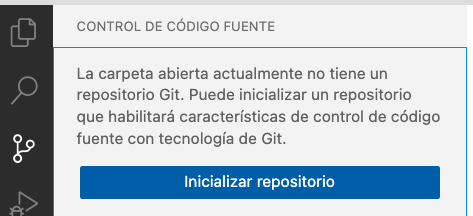 CONTROL DE CÓDIGO FUENTE
La carpeta abierta actualmente no tiene un
repositorio Git. Puede inicializar un repositorio
que habilitará características de control de código
fuente con tecnología de Git.
Inicializar repositorio